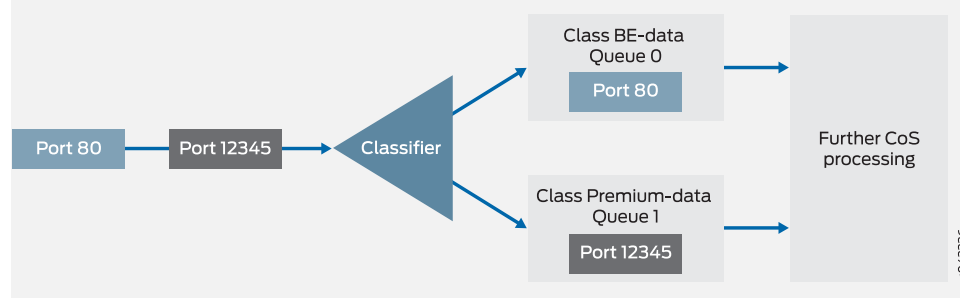 Port 80
Port 12345
Classifier
Class BE-data
Queue 0
Port 80
Class Premium-data
Queue 1
Port 12345
Further CoS
processing